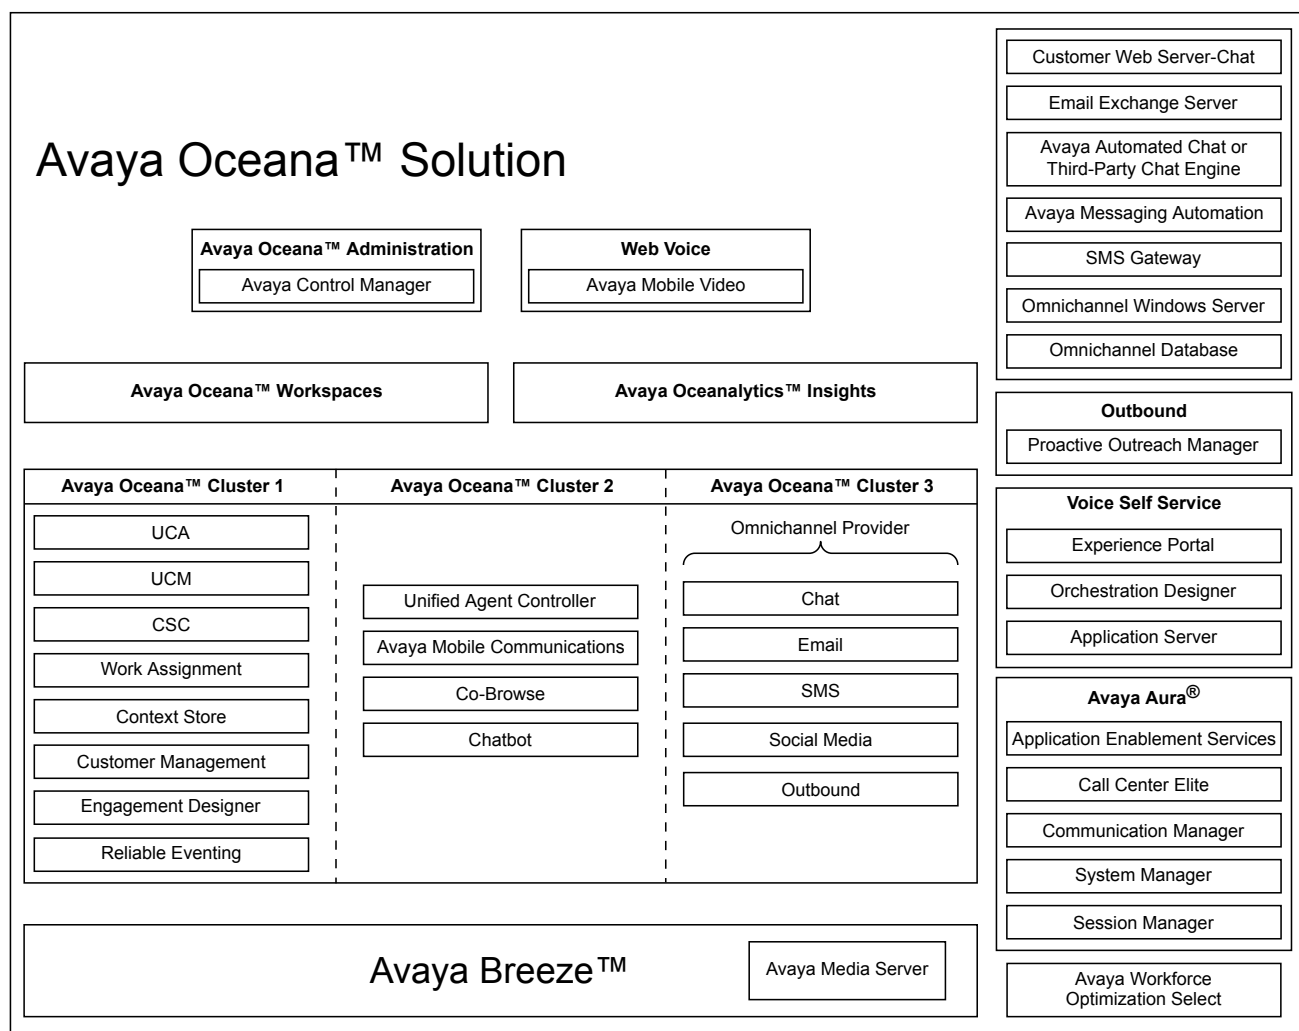 Avaya Oceana™ Solution
Avaya Oceana™ Administration
Avaya Control Manager
Web Voice
Avaya Mobile Video
Avaya Oceana™ Workspaces
Avaya Oceanalytics™ Insights
Avaya Oceana™ Cluster 1
UCA
UCM
CSC
Work Assignment
Context Store
Customer Management
Engagement Designer
Reliable Eventing
Avaya Oceana™ Cluster 2
Unified Agent Controller
Avaya Mobile Communications
Co-Browse
Chatbot
Avaya Oceana™ Cluster 3
Omnichannel Provider
Chat
Email
SMS
Social Media
Outbound
Avaya Breeze™
Avaya Media Server
Customer Web Server-Chat
Email Exchange Server
Avaya Automated Chat or
Third-Party Chat Engine
Avaya Messaging Automation
SMS Gateway
Omnichannel Windows Server
Omnichannel Database
Outbound
Proactive Outreach Manager
Voice Self Service
Experience Portal
Orchestration Designer
Application Server
Avaya Aura®
Application Enablement Services
Call Center Elite
Communication Manager
System Manager
Session Manager
Avaya Workforce
Optimization Select